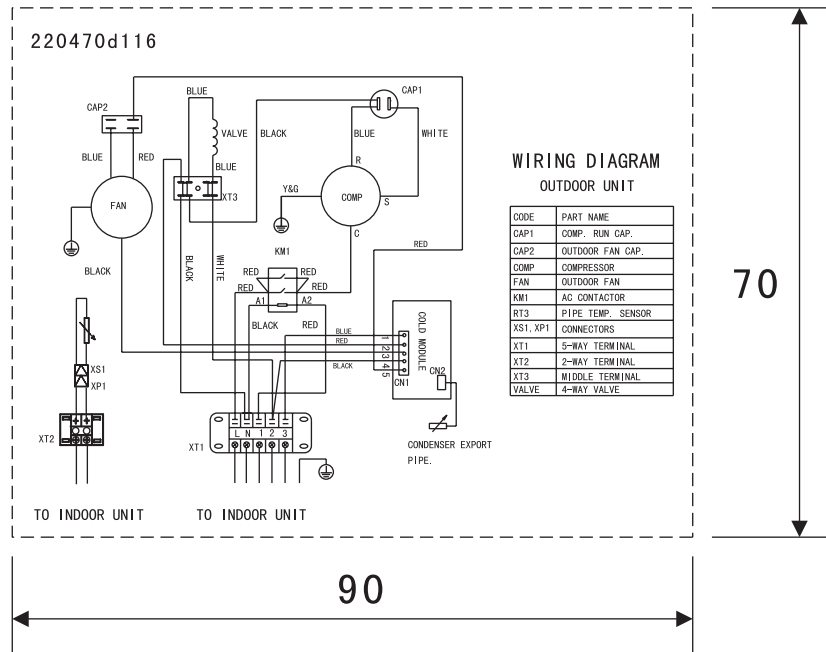 220470d116
BLUE
CAP1
CAP2
VALVE
BLACK
BLUE
WHITE
BLUE
RED
BLUE
R
XT3
Y&G
COMP
S
FAN
C
KM1
RED
BLACK
BLACK
WHITE
RED
RED
RED
RED
A1
A2
BLACK
RED
BLUE
RED
BLACK
1
2
3
4
5
COLD MODULE
CN1
CN2
XS1
XP1
XT2
XT1
L N 1 2 3
CONDENSER EXPORT
PIPE.
TO INDOOR UNIT
TO INDOOR UNIT
WIRING DIAGRAM
OUTDOOR UNIT
CODE PART NAME
CAP1 COMP. RUN CAP.
CAP2 OUTDOOR FAN CAP.
COMP COMPRESSOR
FAN OUTDOOR FAN
KM1 AC CONTACTOR
RT3 PIPE TEMP. SENSOR
XS1.XP1 CONNECTORS
XT1 5-WAY TERMINAL
XT2 2-WAY TERMINAL
XT3 MIDDLE TERMINAL
VALVE 4-WAY VALVE
70
90